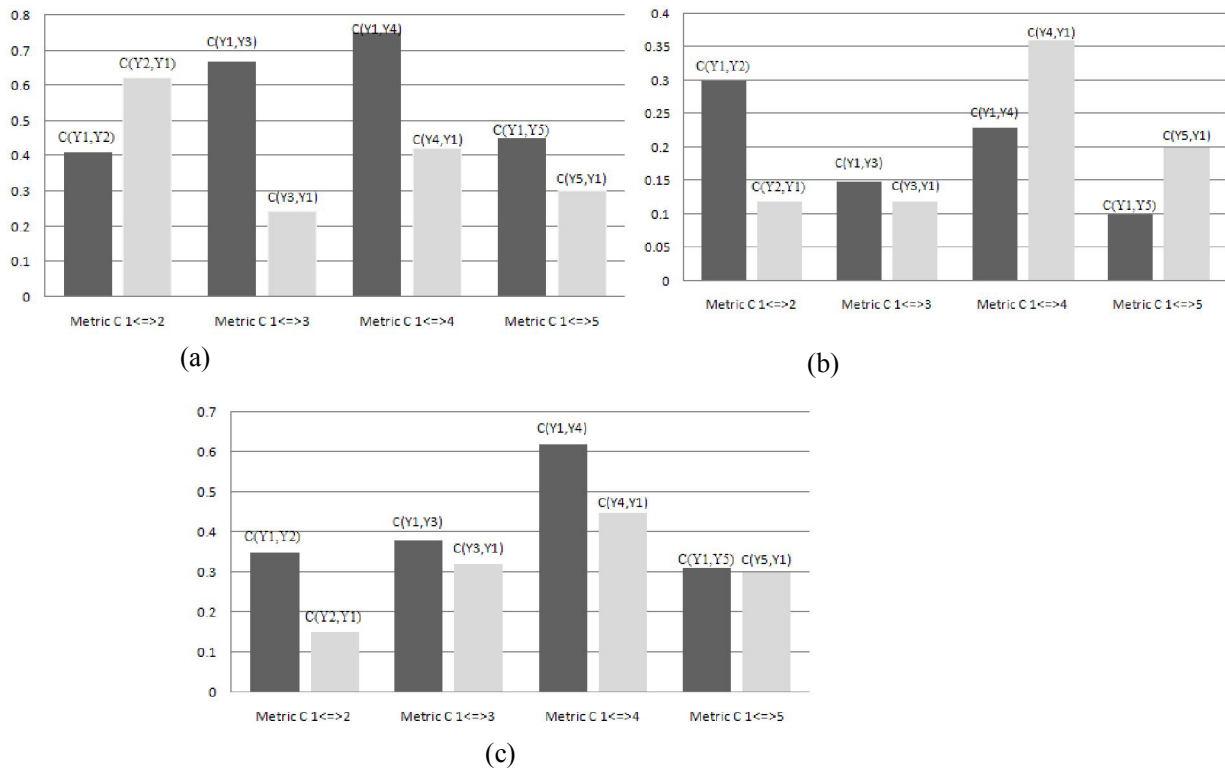 0.8
0.7
0.6
0.5
0.4
0.3
0.2
0.1
0
C(Y1,Y2)
C(Y2,Y1)
C(Y1,Y3)
C(Y3,Y1)
C(Y1,Y4)
C(Y4,Y1)
C(Y1,Y5)
C(Y5,Y1)
Metric C 1<=>2 Metric C 1<=>3 Metric C 1<=>4 Metric C 1<=>5
(a)
0.4
0.35
0.3
0.25
0.2
0.15
0.1
0.05
0
C(Y1,Y2)
C(Y2,Y1)
C(Y1,Y3)
C(Y3,Y1)
C(Y1,Y4)
C(Y4,Y1)
C(Y1,Y5)
C(Y5,Y1)
Metric C 1<=>2 Metric C 1<=>3 Metric C 1<=>4 Metric C 1<=>5
(b)
0.7
0.6
0.5
0.4
0.3
0.2
0.1
0
C(Y1,Y2)
C(Y2,Y1)
C(Y1,Y3)
C(Y3,Y1)
C(Y1,Y4)
C(Y4,Y1)
C(Y1,Y5)
C(Y5,Y1)
Metric C 1<=>2 Metric C 1<=>3 Metric C 1<=>4 Metric C 1<=>5
(c)